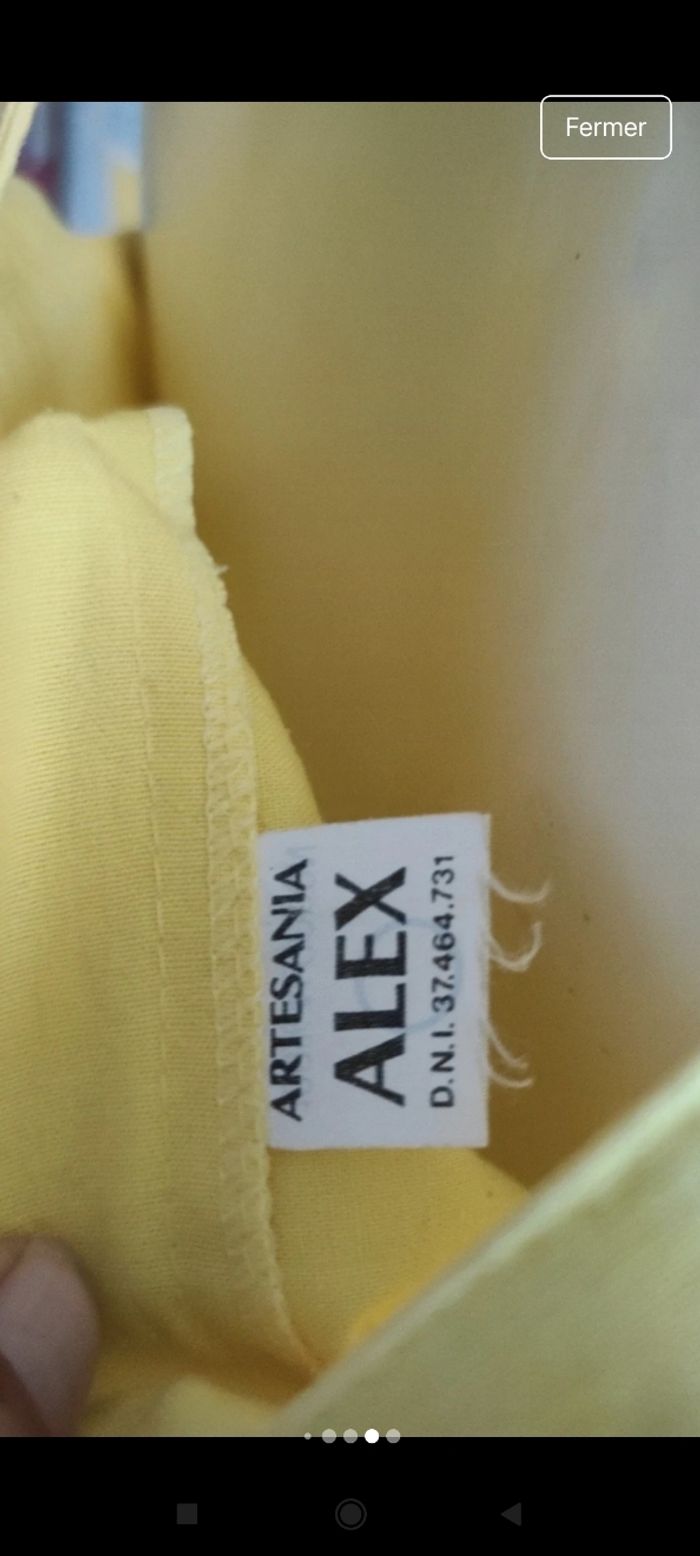 Fermer
ARTESANIA
ALEX
D.N.I. 37.464.731